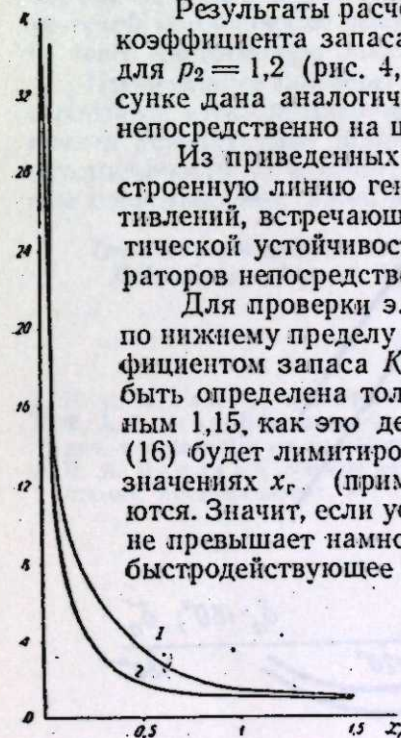 Результаты расче
коэффициента запаса
для p₂ = 1,2 (рис. 4,
сунке дана аналогич
непосредственно на ш
Из приведенных
строенную линию ген
тивлений, встречающ
тической устойчивост
раторов непосредстве
Для проверки э.
по нижнему пределу
фициентом запаса K
быть определена тол
ным 1,15, как это де
(16) будет лимитиро
значениях xг. (прим
ются. Значит, если ус
не превышает намно
быстродействующее
K
32
28
24
20
16
12
8
4
0
1
2
0,5
1
1,5
x